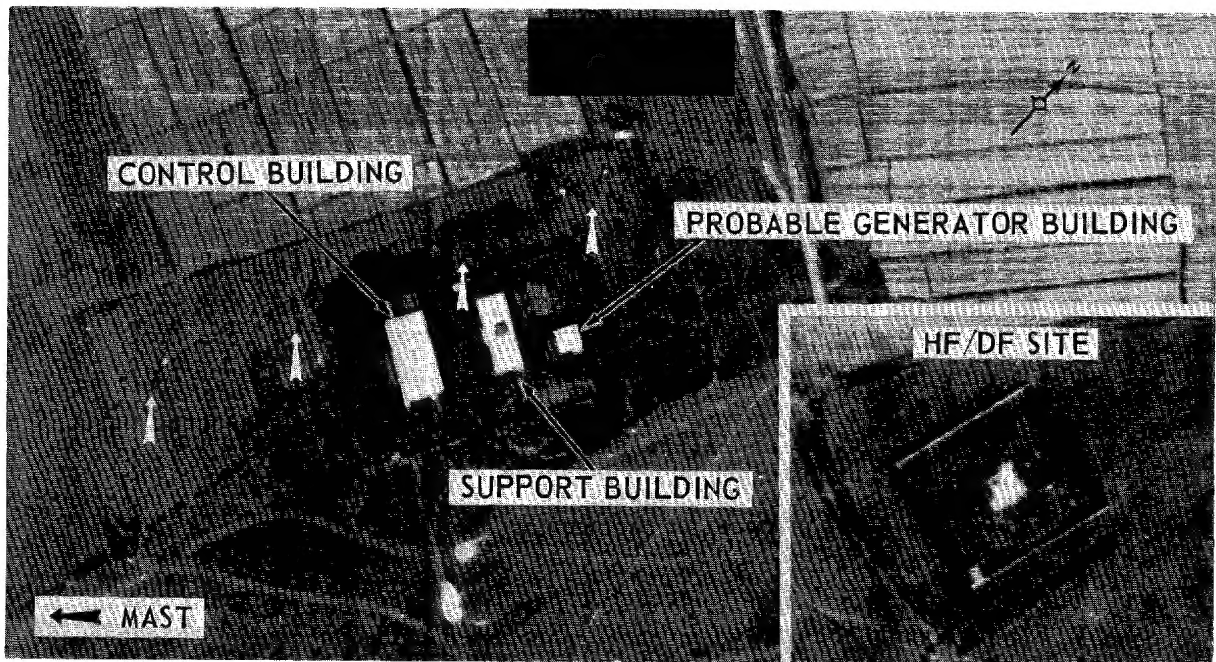 CONTROL BUILDING
PROBABLE GENERATOR BUILDING
HF/DF SITE
SUPPORT BUILDING
MAST
N